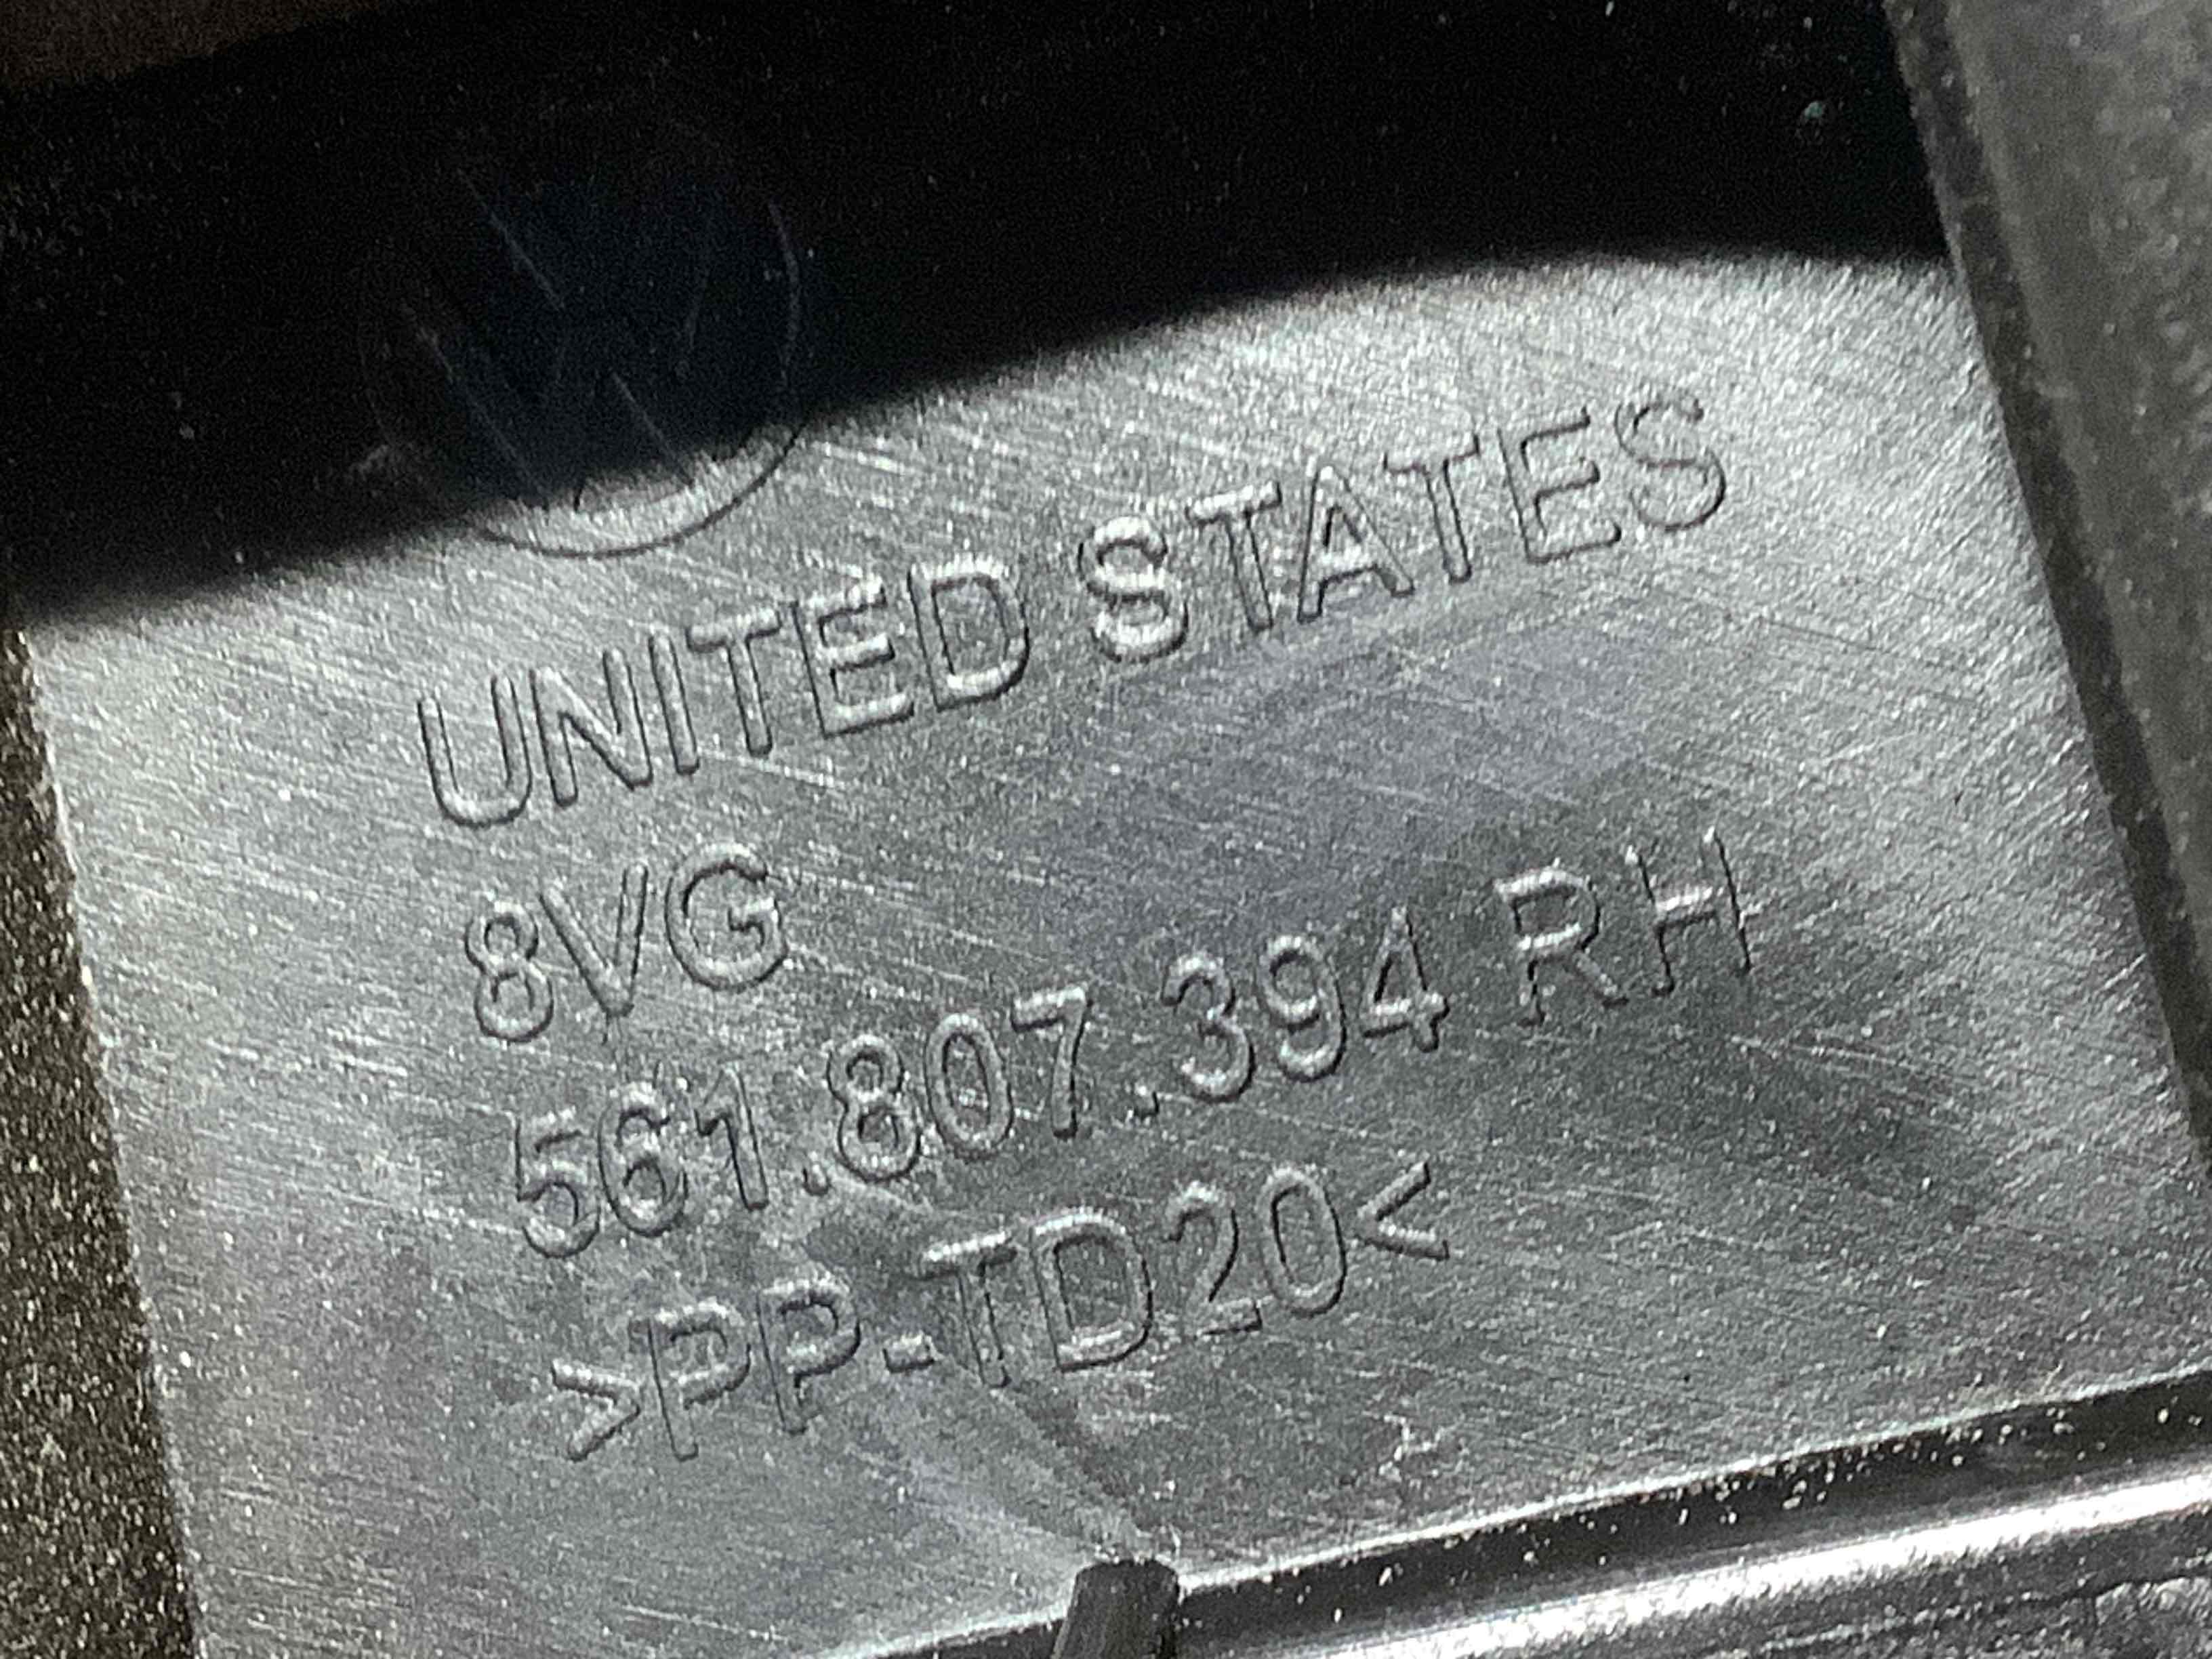 UNITED STATES
8VG
561.807.394 RH
>PP-TD20<